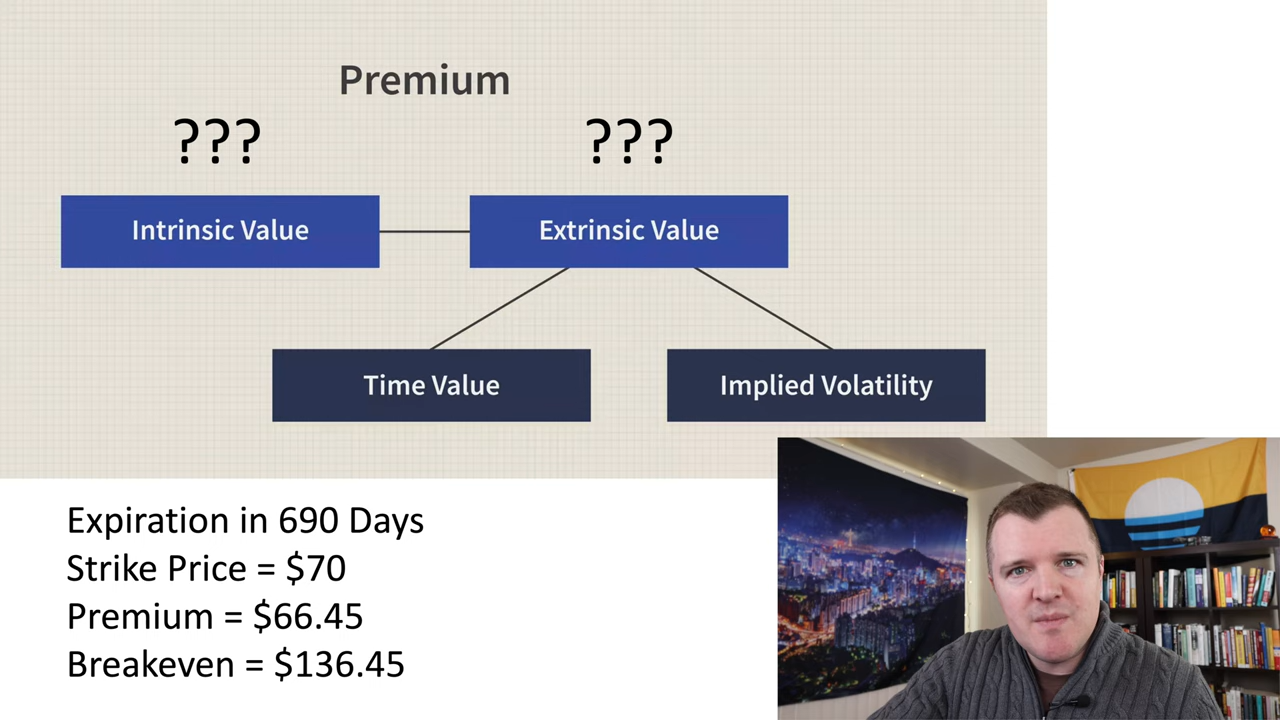 Premium
??? ???
Intrinsic Value Extrinsic Value
Time Value Implied Volatility
Expiration in 690 Days
Strike Price = $70
Premium = $66.45
Breakeven = $136.45